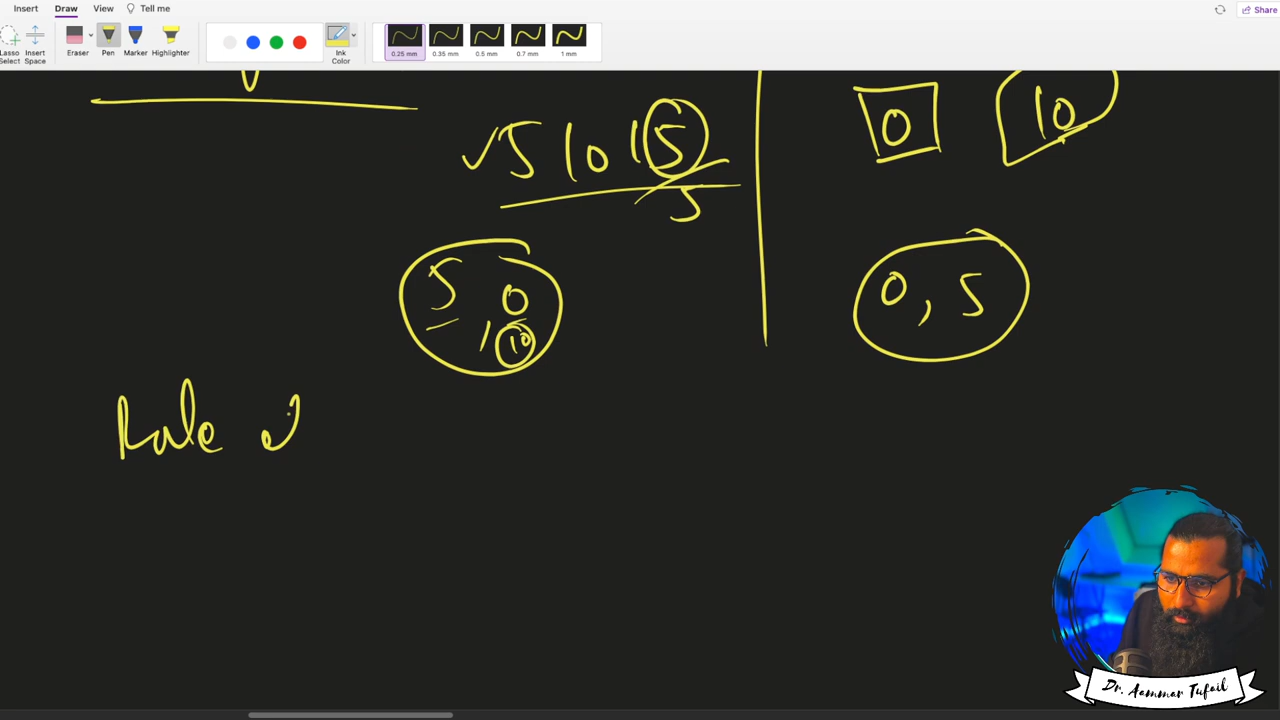 Insert Draw View Tell me Share
Lasso Select Insert Space Eraser Pen Marker Highlighter Ink Color 0.25 mm 0.35 mm 0.5 mm 0.7 mm 1 mm
0 10
5 10 15
5
5 0 0, 5
10
Rule
Dr. Aammar Tufail